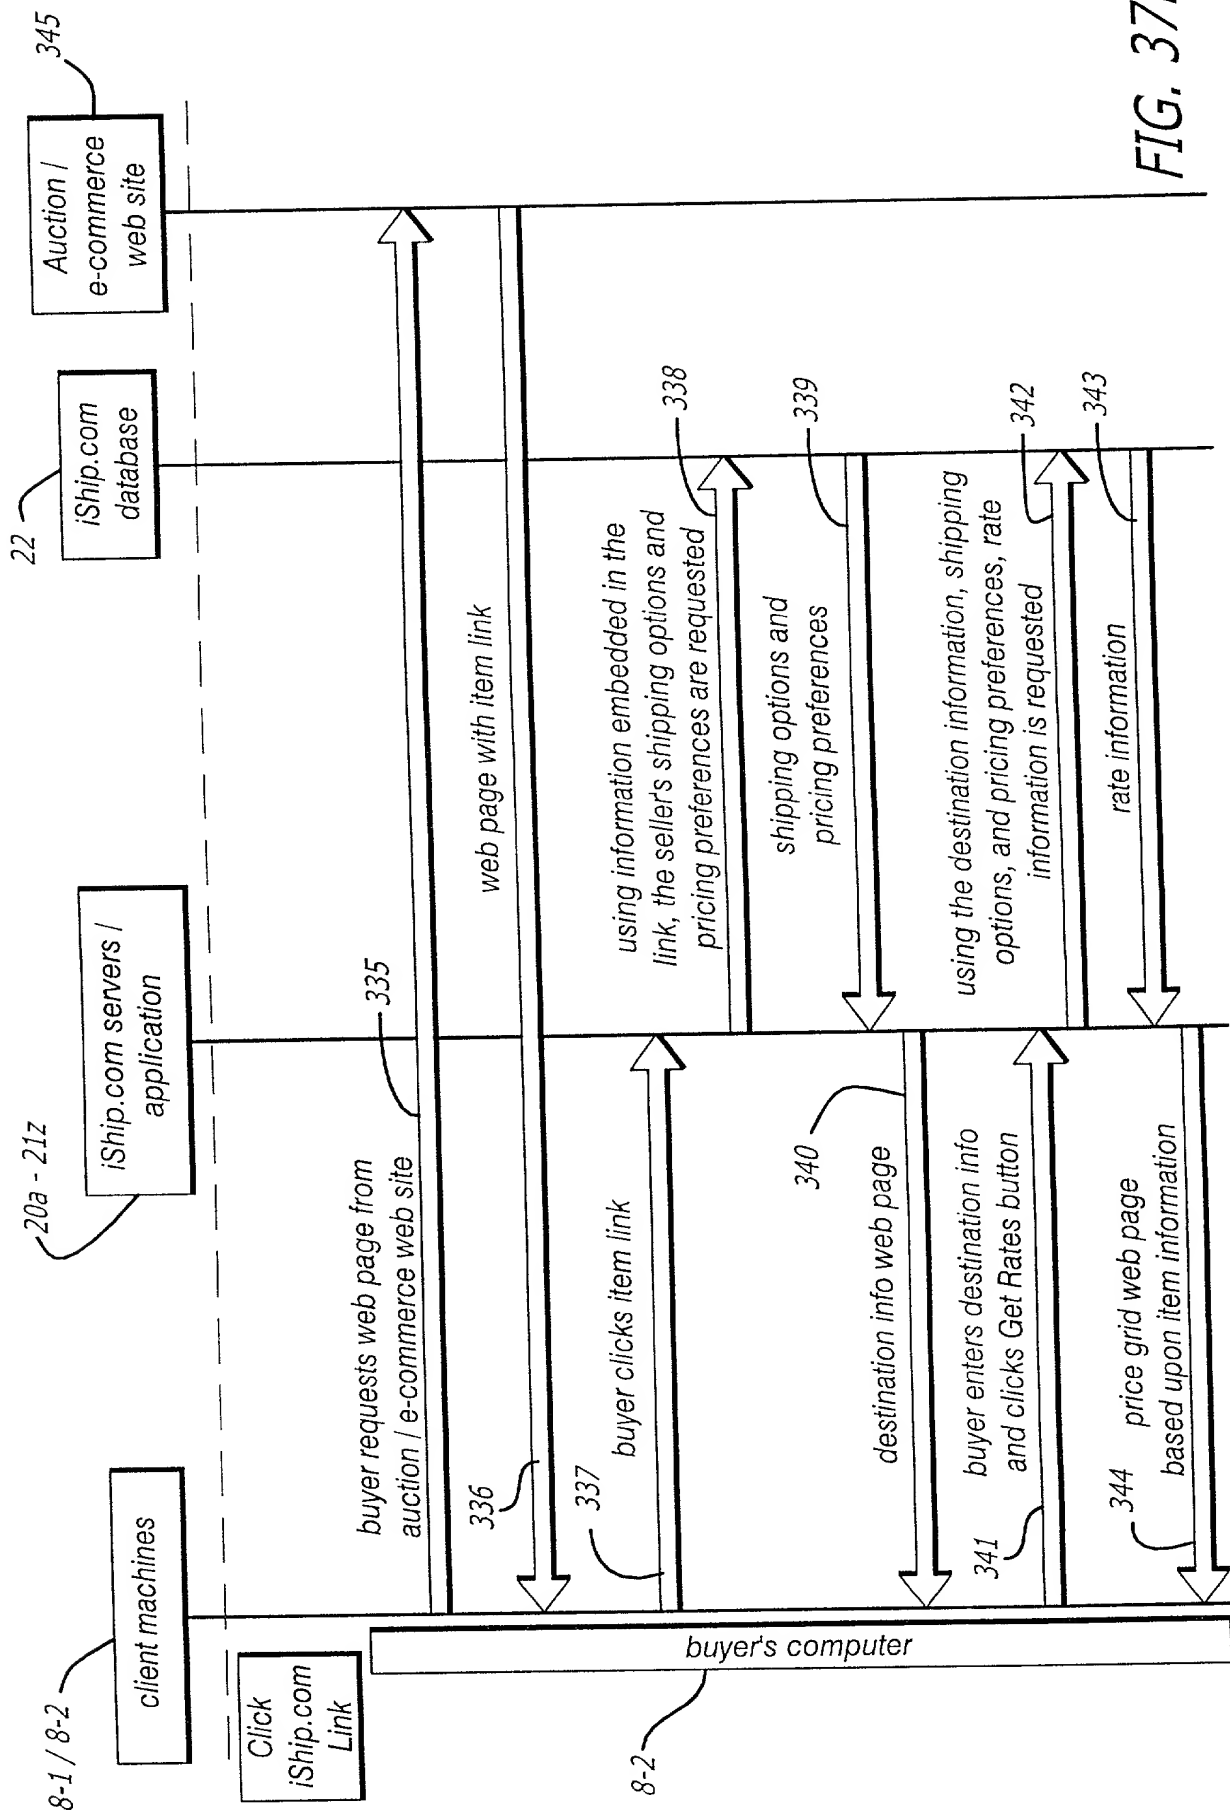 8-1 / 8-2
client machines
20a - 21z
iShip.com servers /
application
22
iShip.com
database
345
Auction /
e-commerce
web site
Click
iShip.com
Link
8-2
buyer's computer
buyer requests web page from
auction / e-commerce web site
335
336
web page with item link
337
buyer clicks item link
using information embedded in the
link, the seller's shipping options and
pricing preferences are requested
338
shipping options and
pricing preferences
339
340
destination info web page
341
buyer enters destination info
and clicks Get Rates button
using the destination information, shipping
options, and pricing preferences, rate
information is requested
342
rate information
343
344
price grid web page
based upon item information
FIG. 37